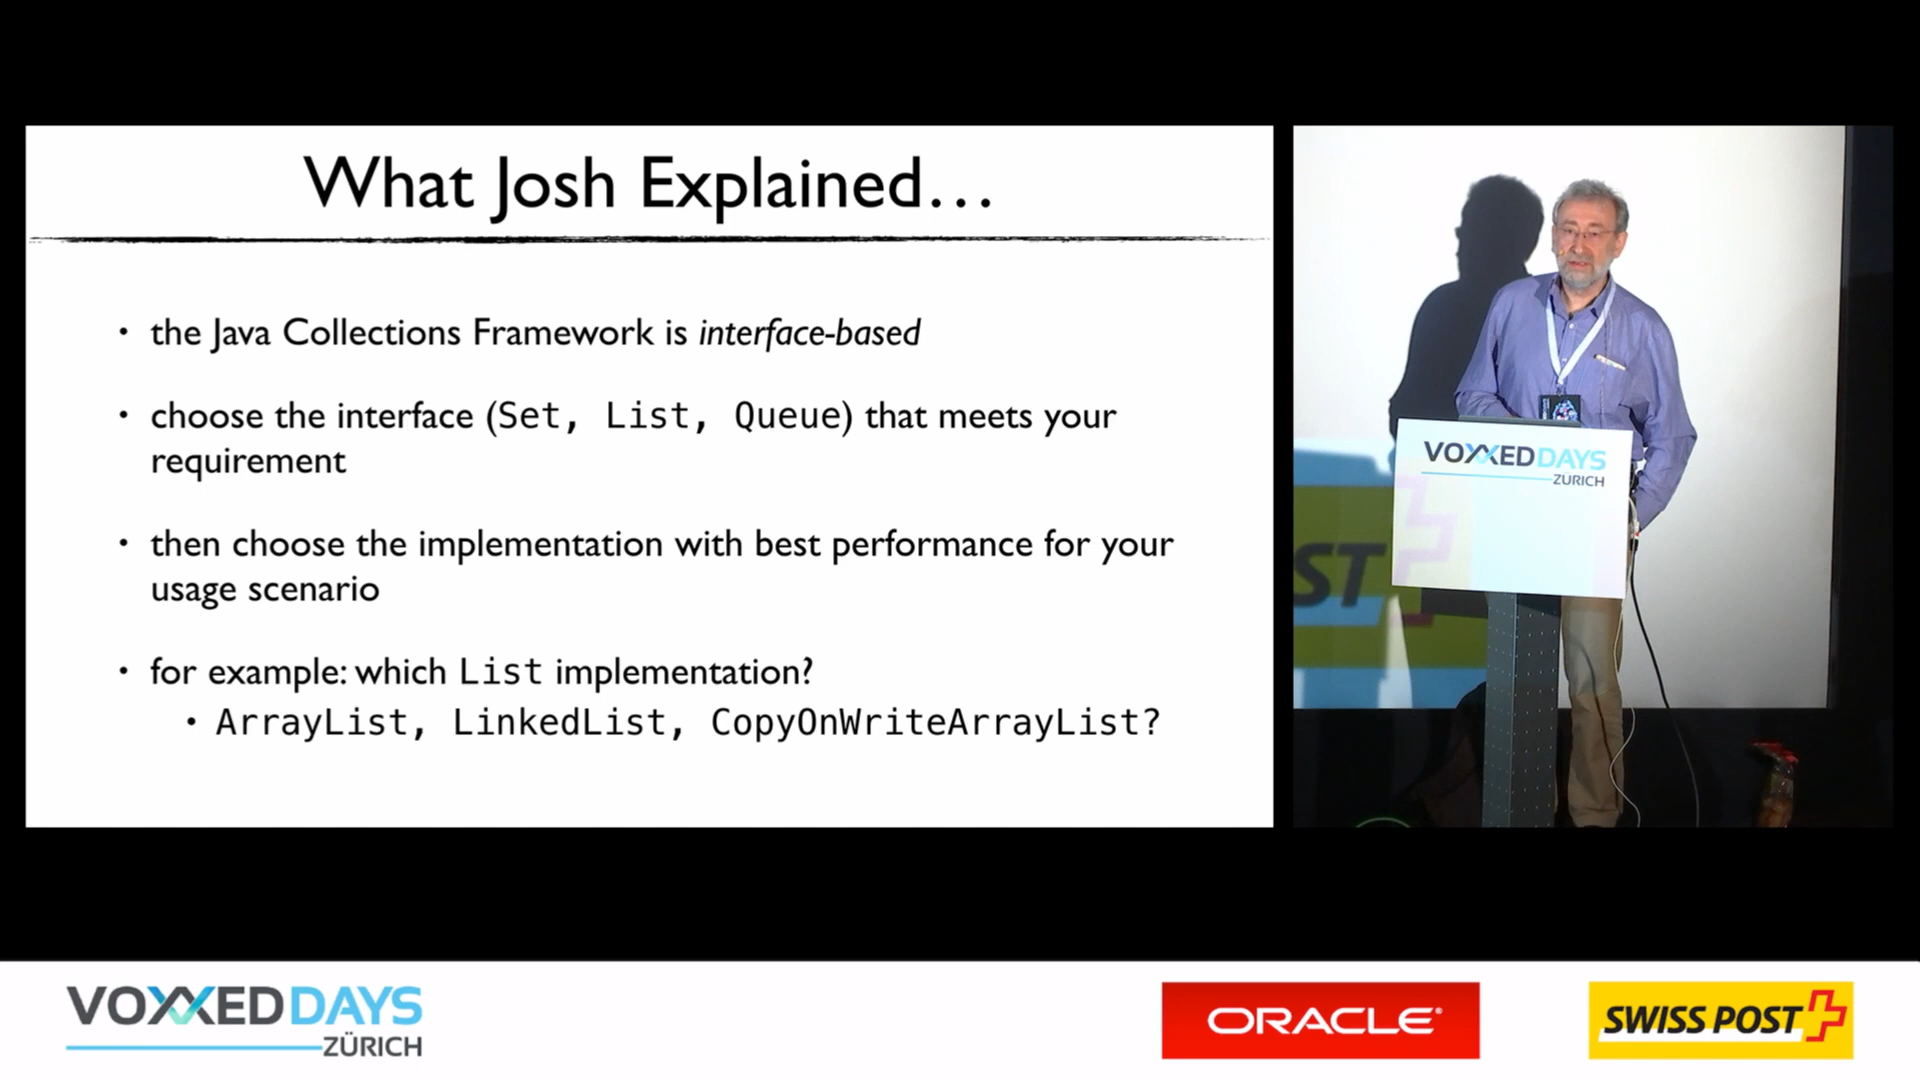 What Josh Explained…
• the Java Collections Framework is interface-based
• choose the interface (Set, List, Queue) that meets your
requirement
• then choose the implementation with best performance for your
usage scenario
• for example: which List implementation?
• ArrayList, LinkedList, CopyOnWriteArrayList?
VOXXED DAYS
ZÜRICH
ST
VOXXED DAYS
ZÜRICH
ORACLE®
SWISS POST